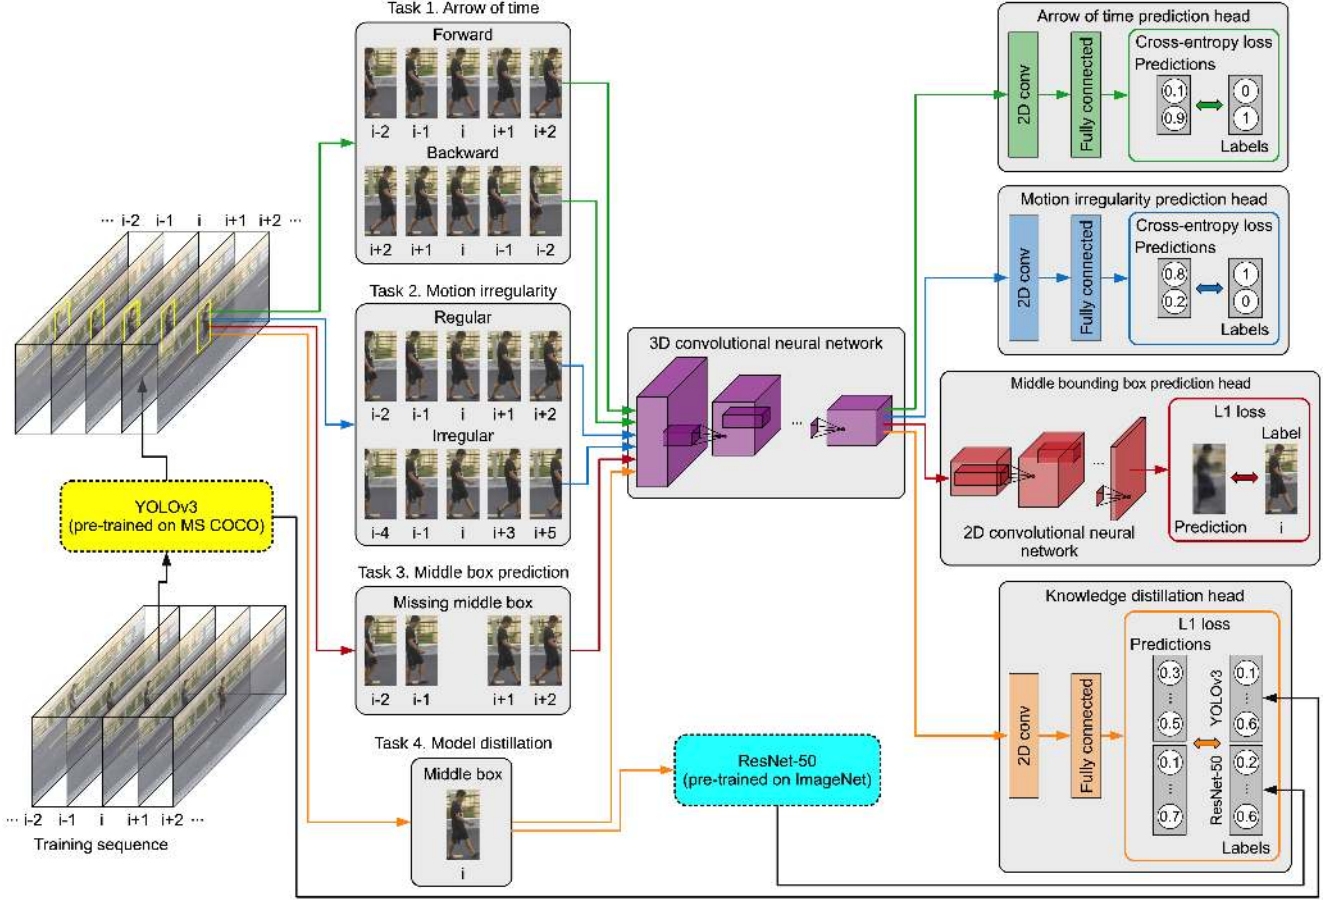 Task 1. Arrow of time
Forward
i-2 i-1 i i+1 i+2
Backward
i+2 i+1 i i-1 i-2
Task 2. Motion irregularity
Regular
i-2 i-1 i i+1 i+2
Irregular
i-4 i-1 i i+3 i+5
Task 3. Middle box prediction
Missing middle box
i-2 i-1 i+1 i+2
Task 4. Model distillation
Middle box
i
... i-2 i-1 i i+1 i+2 ...
YOLOv3
(pre-trained on MS COCO)
... i-2 i-1 i i+1 i+2 ...
Training sequence
3D convolutional neural network
...
ResNet-50
(pre-trained on ImageNet)
Arrow of time prediction head
2D conv
Fully connected
Cross-entropy loss
Predictions
0.1 0
0.9 1
Labels
Motion irregularity prediction head
2D conv
Fully connected
Cross-entropy loss
Predictions
0.8 1
0.2 0
Labels
Middle bounding box prediction head
...
2D convolutional neural
network
L1 loss
Label
Prediction i
Knowledge distillation head
2D conv
Fully connected
L1 loss
Predictions
0.3 0.1
... ...
0.5 0.6
YOLOv3
0.1 0.2
... ...
0.7 0.6
ResNet-50
Labels